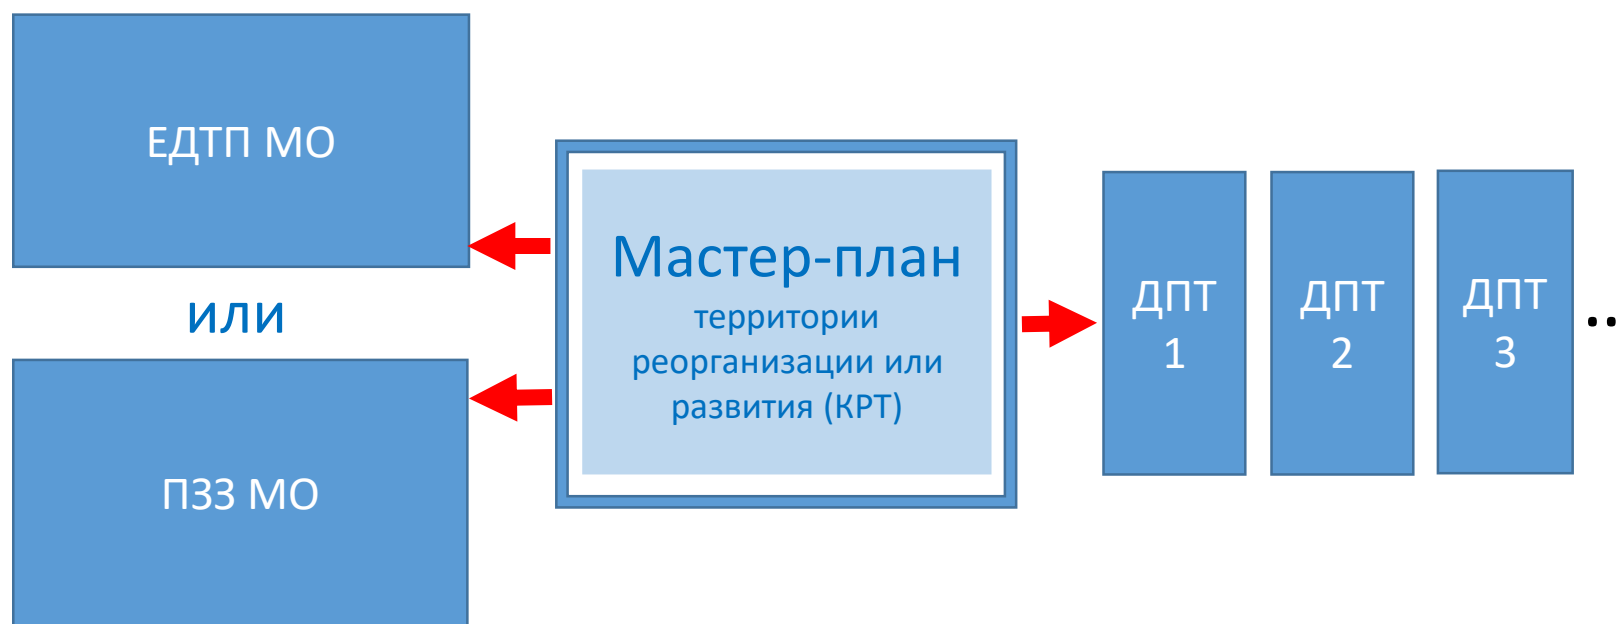 ЕДТП МО
или
ПЗЗ МО
Мастер-план
территории
реорганизации или
развития (КРТ)
ДПТ
1
ДПТ
2
ДПТ
3
..